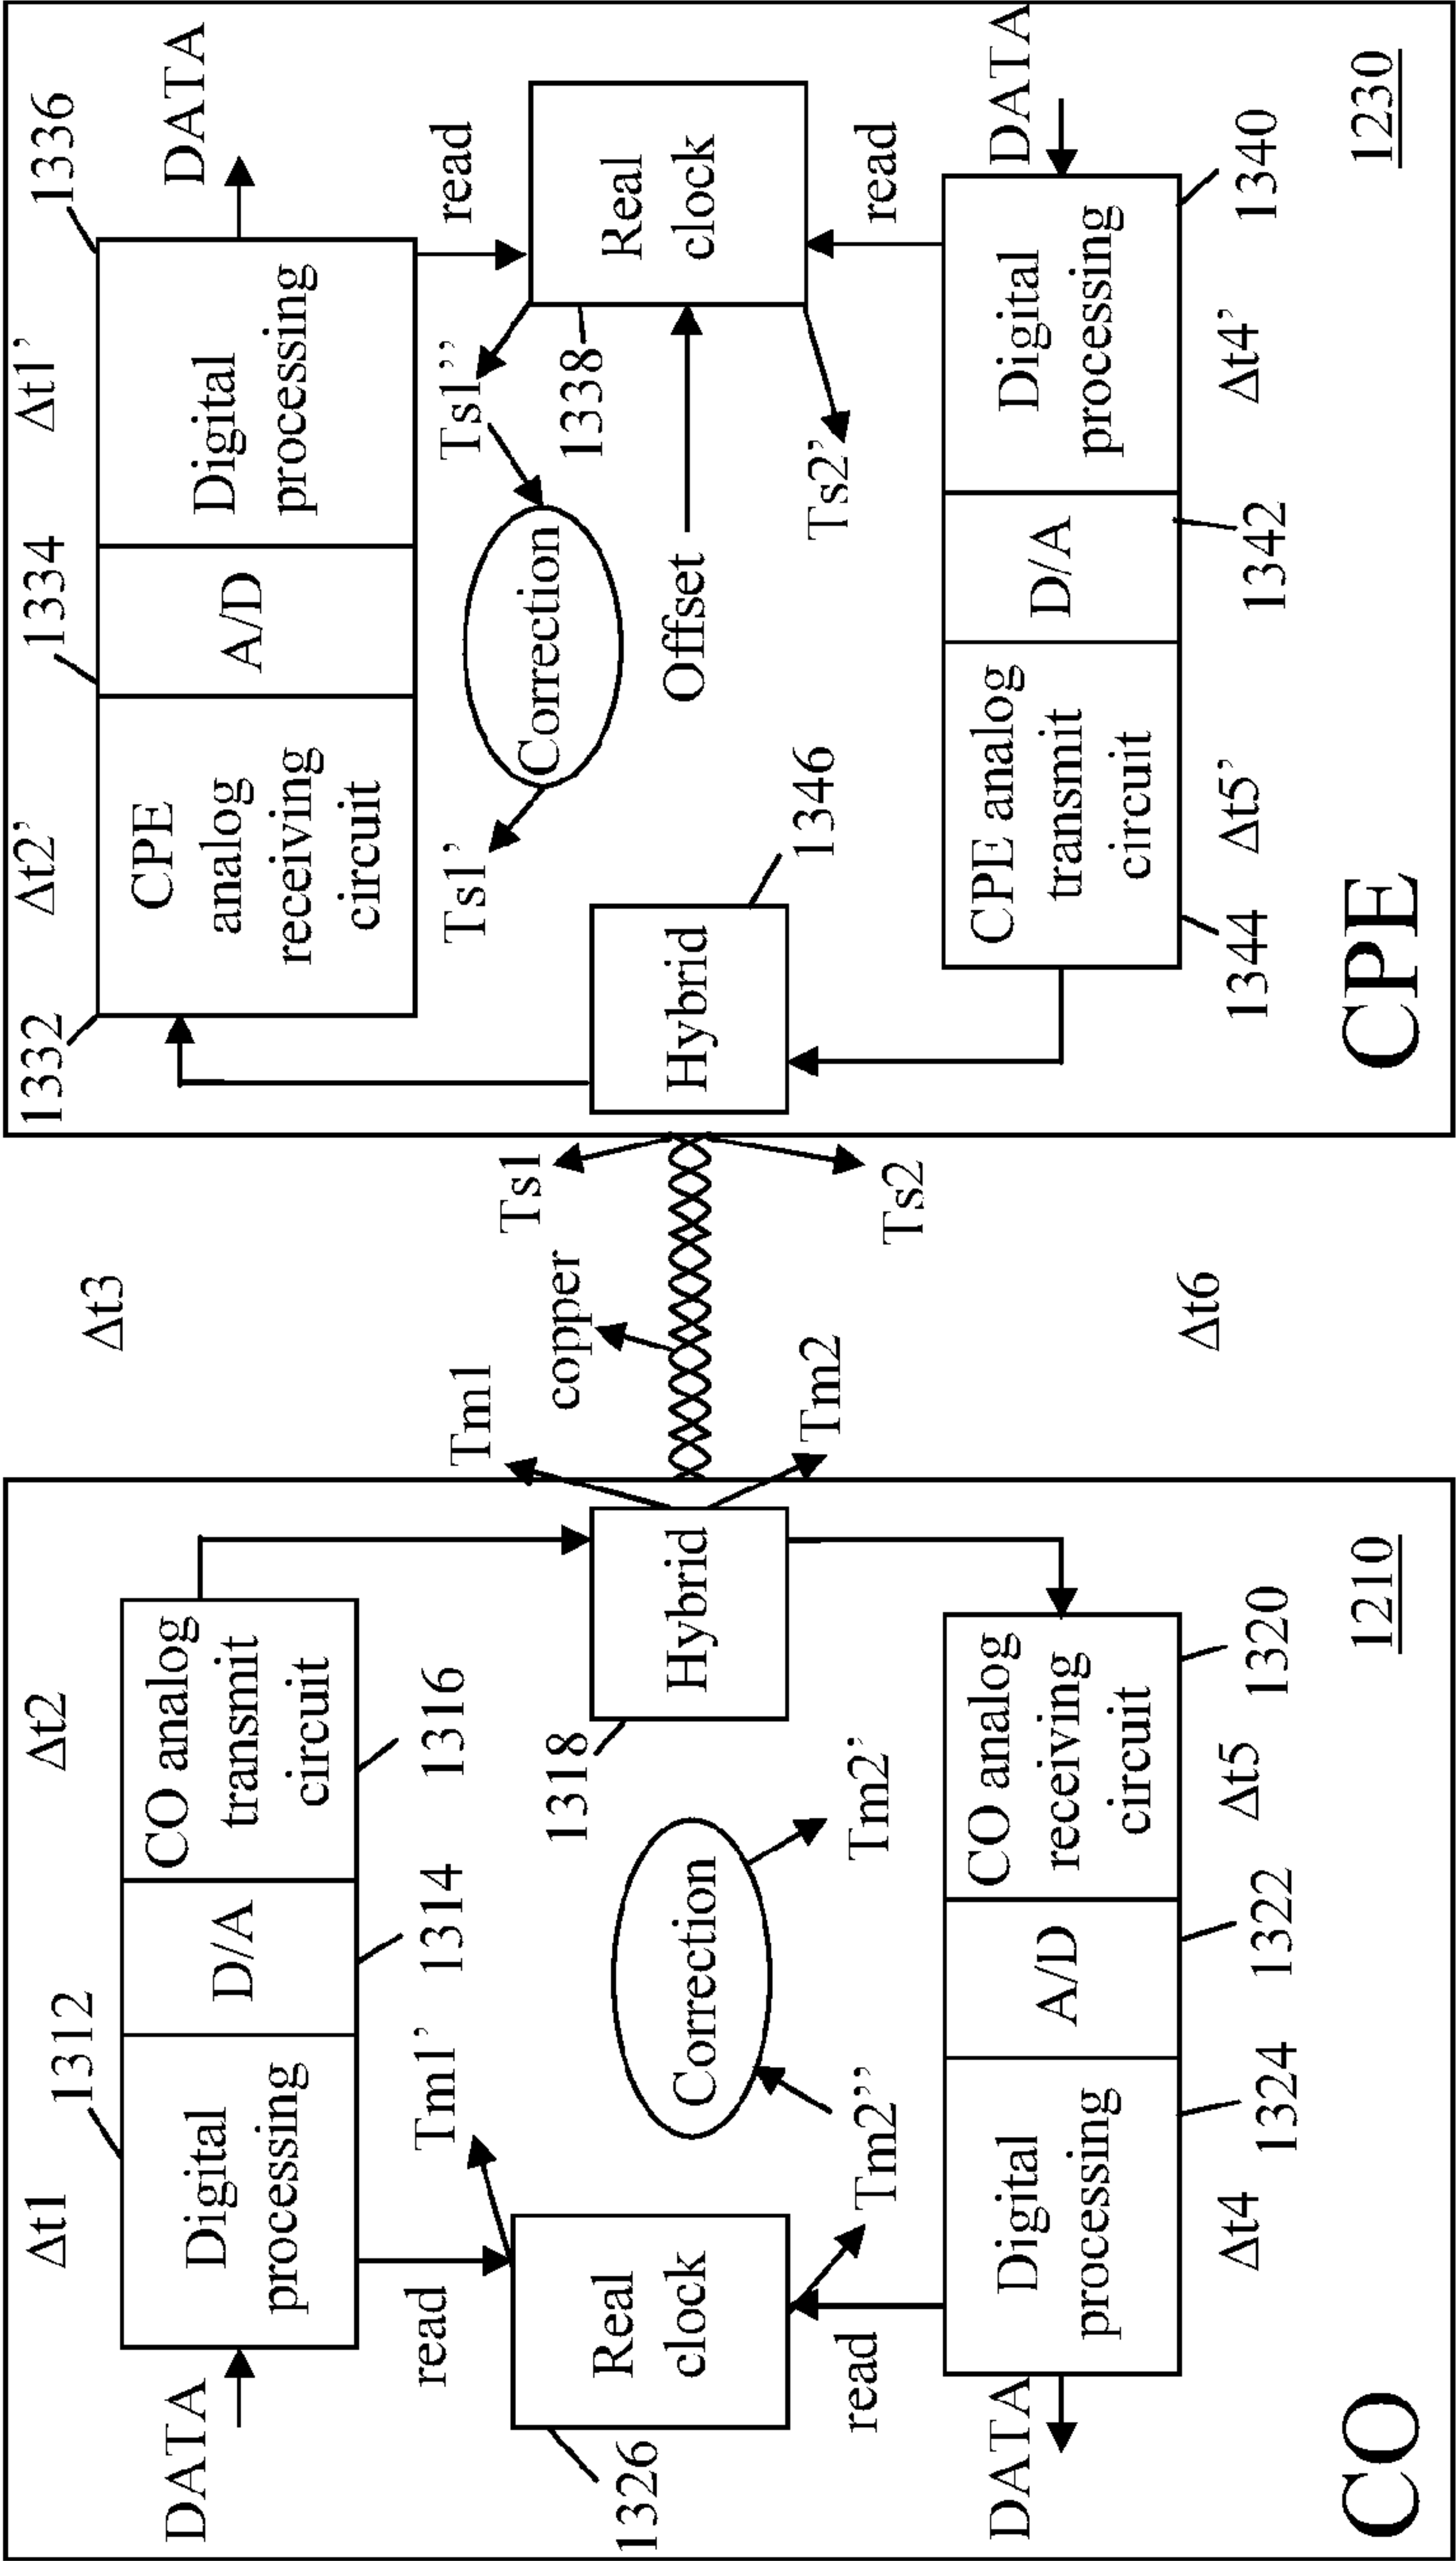 Δt1
Δt2
Δt3
Δt2’
Δt1’
1312
1332
1334
1336
DATA
Digital
processing
D/A
CO analog
transmit
circuit
CPE
analog
receiving
circuit
A/D
Digital
processing
DATA
1314
1316
read
Tm1’
Tm1
Ts1
Ts1’
Ts1’’
read
1326
Real
clock
Correction
1318
Hybrid
copper
Hybrid
1346
Correction
1338
Offset
Real
clock
read
Tm2’’
Tm2’
Tm2
Ts2
Ts2’
read
DATA
Digital
processing
A/D
CO analog
receiving
circuit
CPE analog
transmit
circuit
D/A
Digital
processing
DATA
Δt4
1324
1322
Δt5
1320
Δt6
1344
Δt5’
1342
Δt4’
1340
CO
1210
CPE
1230